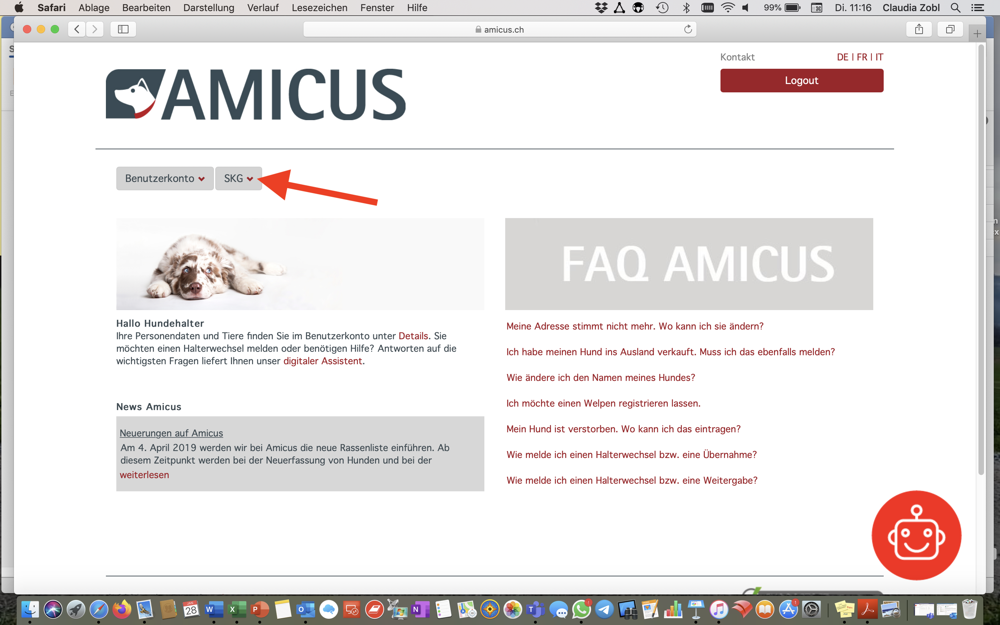 Safari Ablage Bearbeiten Darstellung Verlauf Lesezeichen Fenster Hilfe 99% Di. 11:16 Claudia Zobl
amicus.ch
Kontakt DE | FR | IT
Logout
AMICUS
Benutzerkonto SKG
FAQ AMICUS
Hallo Hundehalter
Ihre Personendaten und Tiere finden Sie im Benutzerkonto unter Details. Sie
möchten einen Halterwechsel melden oder benötigen Hilfe? Antworten auf die
wichtigsten Fragen liefert Ihnen unser digitaler Assistent.
News Amicus
Neuerungen auf Amicus
Am 4. April 2019 werden wir bei Amicus die neue Rassenliste einführen. Ab
diesem Zeitpunkt werden bei der Neuerfassung von Hunden und bei der
weiterlesen
Meine Adresse stimmt nicht mehr. Wo kann ich sie ändern?
Ich habe meinen Hund ins Ausland verkauft. Muss ich das ebenfalls melden?
Wie ändere ich den Namen meines Hundes?
Ich möchte einen Welpen registrieren lassen.
Mein Hund ist verstorben. Wo kann ich das eintragen?
Wie melde ich einen Halterwechsel bzw. eine Übernahme?
Wie melde ich einen Halterwechsel bzw. eine Weitergabe?
JAN
28
W
X
P
O
N
T
1